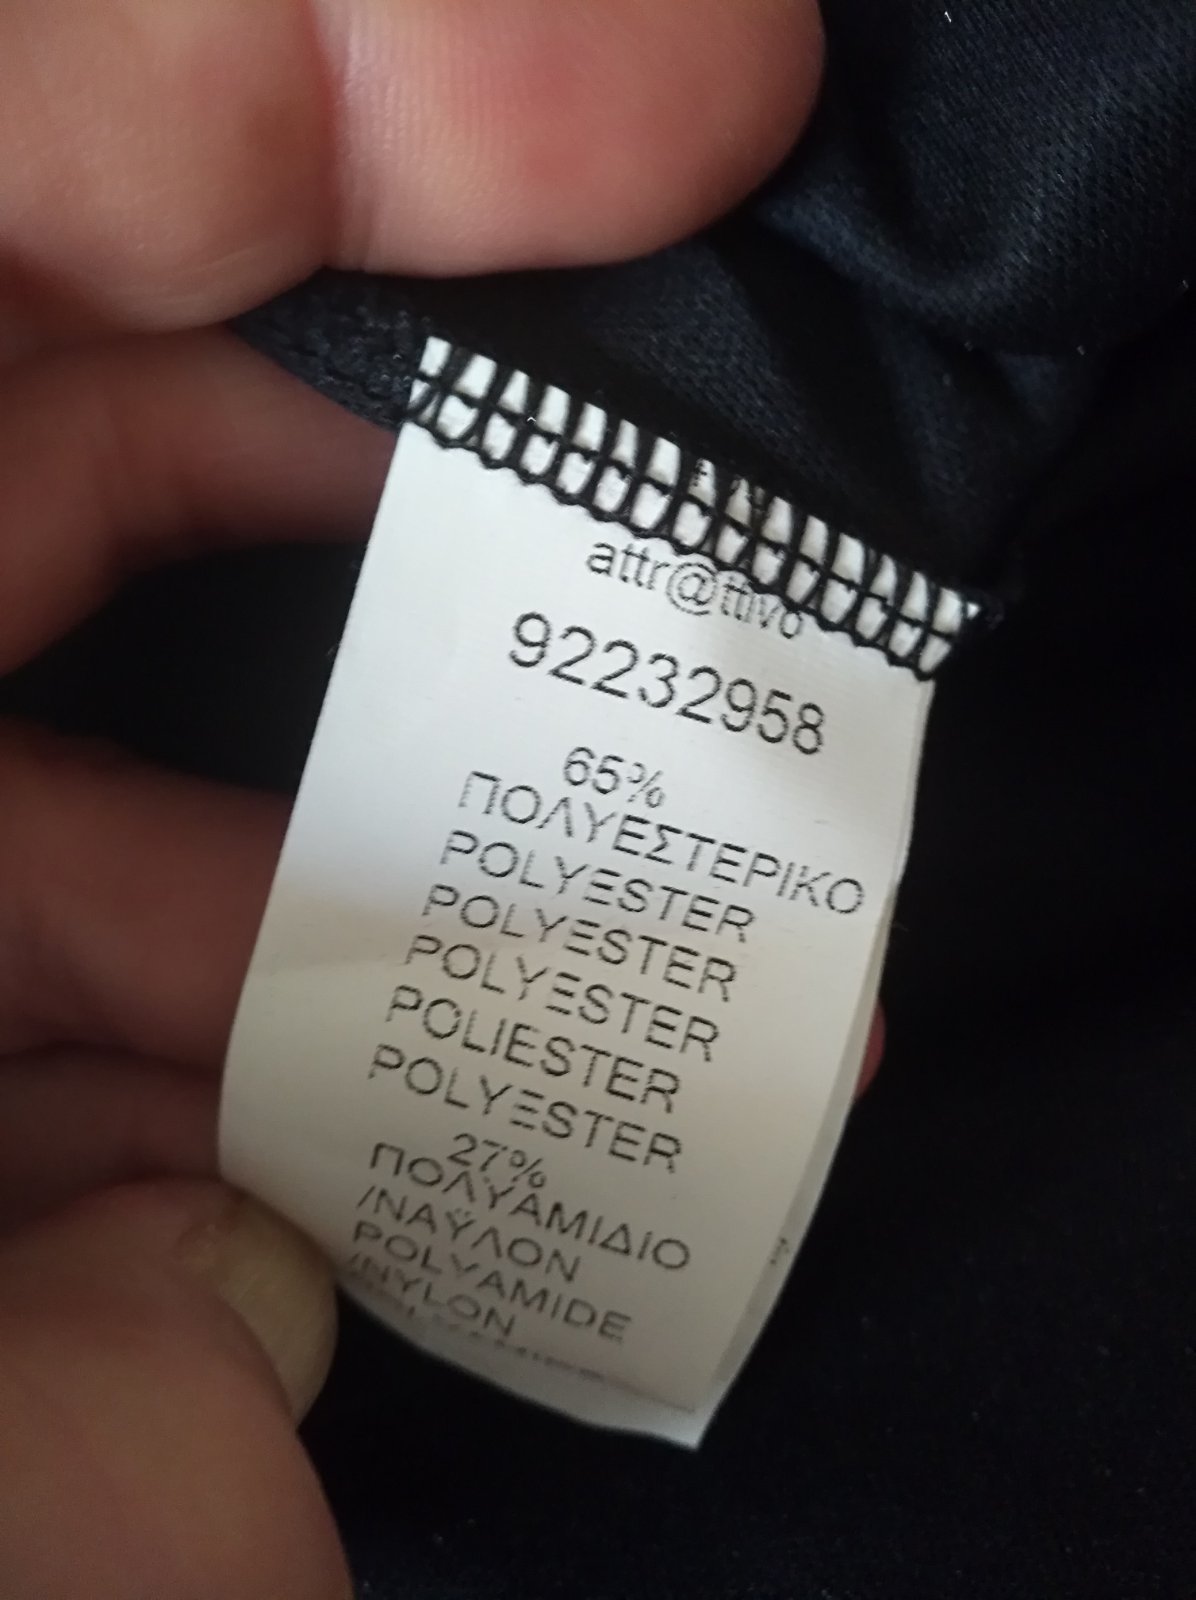 attr@ttivo
92232958
65%
ΠΟΛΥΕΣΤΕΡΙΚΟ
POLYESTER
POLYESTER
POLYESTER
POLIESTER
POLYESTER
27%
ΠΟΛΥΑΜΙΔΙΟ
/ΝΑΫΛΟΝ
POLYAMIDE
/NYLON